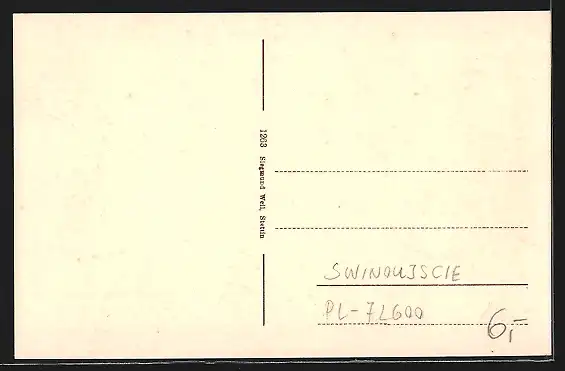 1203 Siegmund Weil, Stettin
SWINOUJSCIE
PL-72600
6,-